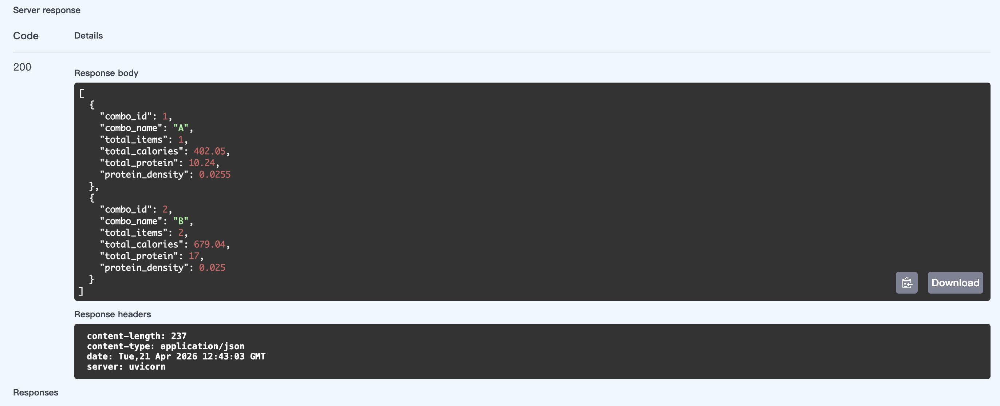 Server response
Code Details
200
Response body
[
  {
    "combo_id": 1,
    "combo_name": "A",
    "total_items": 1,
    "total_calories": 402.05,
    "total_protein": 10.24,
    "protein_density": 0.0255
  },
  {
    "combo_id": 2,
    "combo_name": "B",
    "total_items": 2,
    "total_calories": 679.04,
    "total_protein": 17,
    "protein_density": 0.025
  }
]
Download
Response headers
content-length: 237
content-type: application/json
date: Tue,21 Apr 2026 12:43:03 GMT
server: uvicorn
Responses